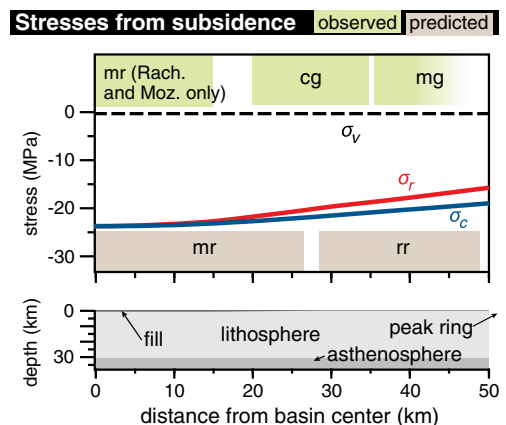 Stresses from subsidence observed predicted
mr (Rach.
and Moz. only)
cg
mg
σv
σr
σc
mr
rr
stress (MPa)
0
-10
-20
-30
depth (km)
0
30
fill
lithosphere
peak ring
asthenosphere
0 10 20 30 40 50
distance from basin center (km)